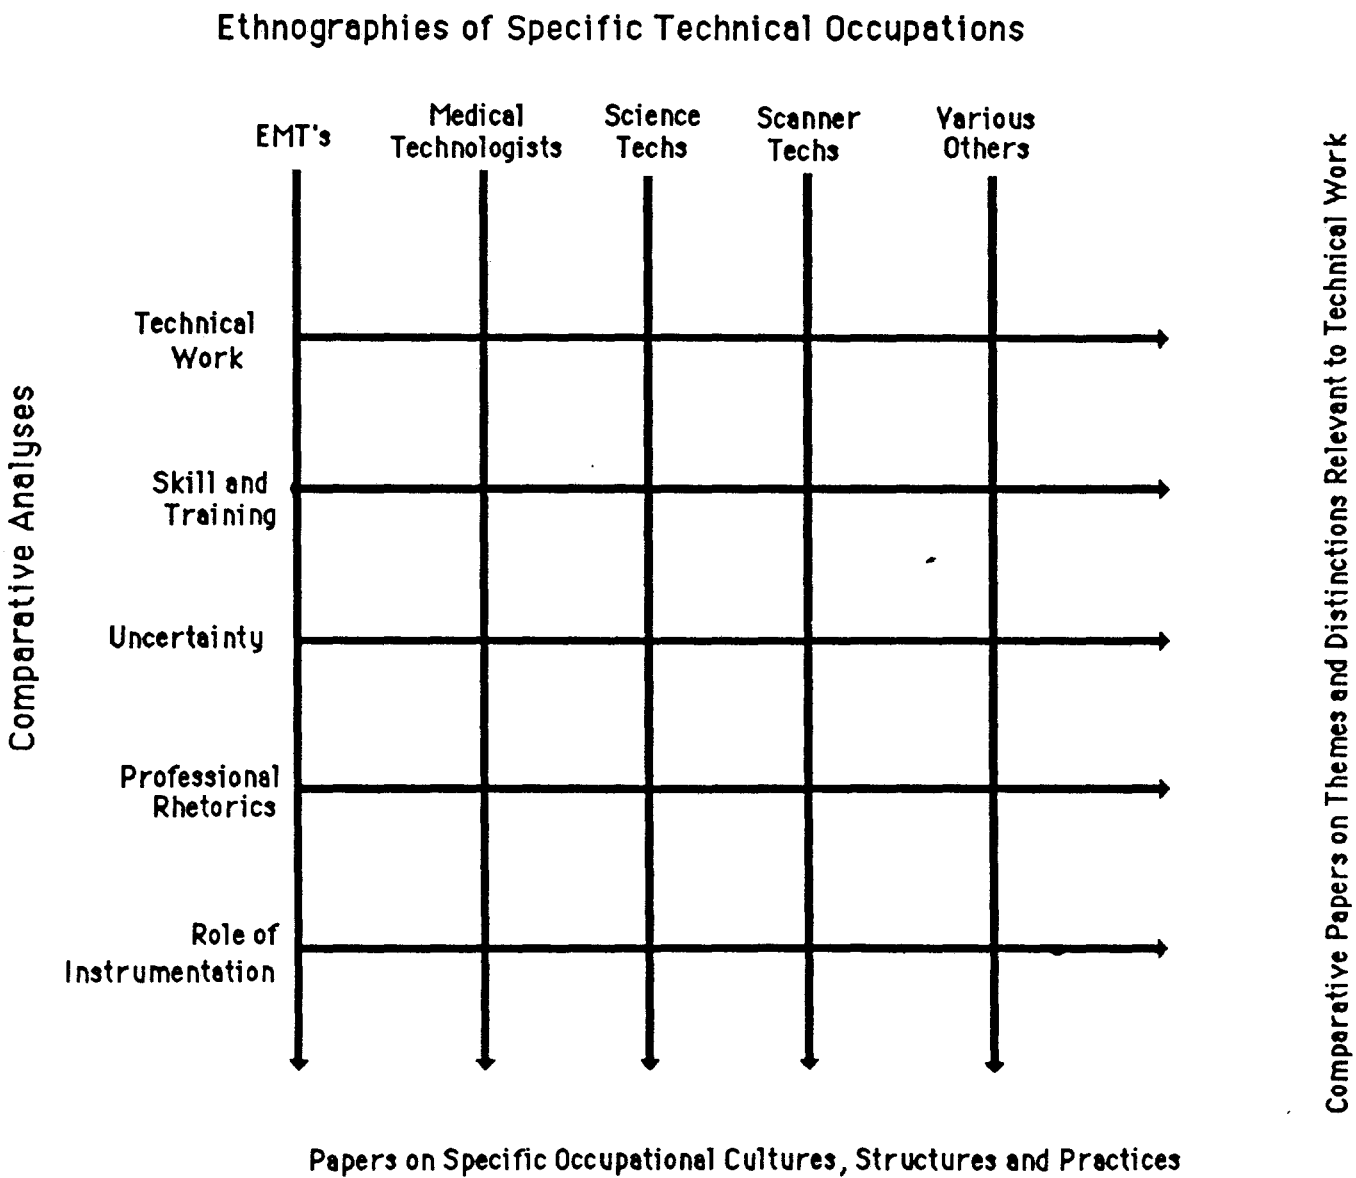 Ethnographies of Specific Technical Occupations
EMT's
Medical
Technologists
Science
Techs
Scanner
Techs
Various
Others
Comparative Analyses
Technical
Work
Skill and
Training
Uncertainty
Professional
Rhetorics
Role of
Instrumentation
Comparative Papers on Themes and Distinctions Relevant to Technical Work
Papers on Specific Occupational Cultures, Structures and Practices